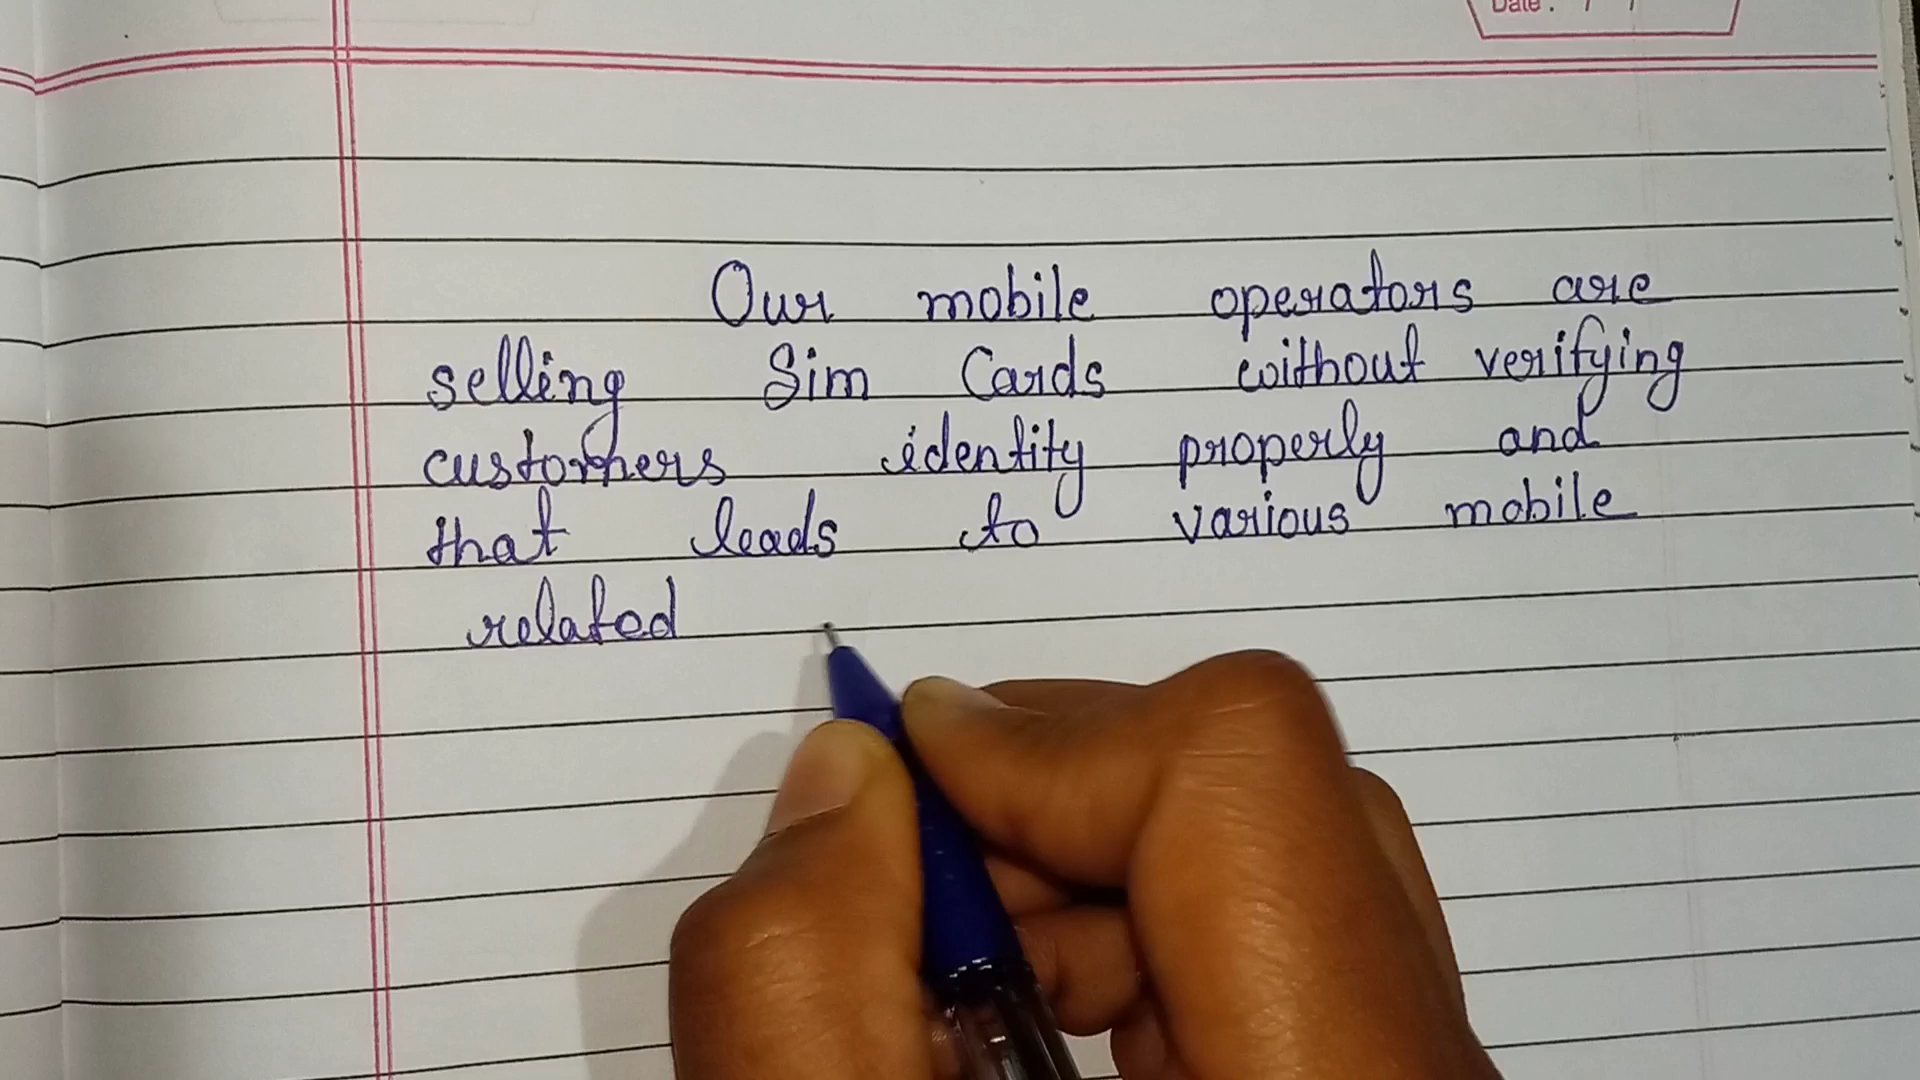 Date : / /
Our mobile operators are
selling Sim Cards without verifying
customers identity properly and
that leads to various mobile
related